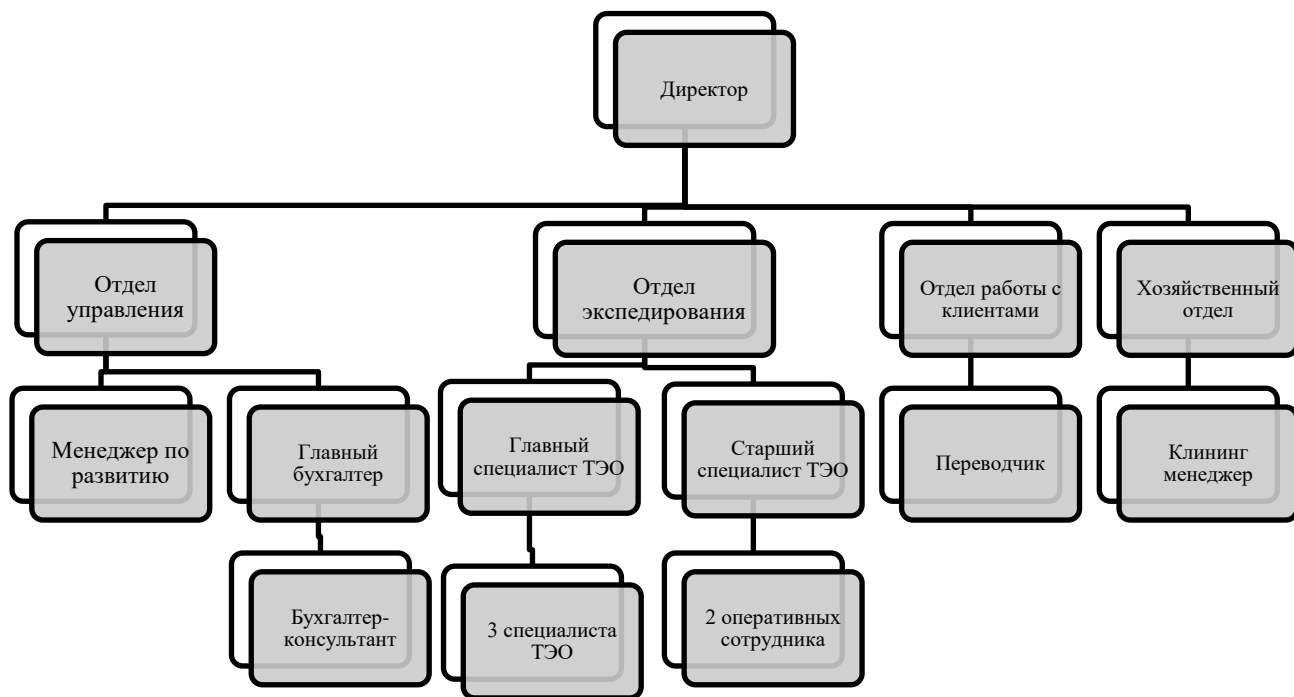 Директор
Отдел
управления
Отдел
экспедирования
Отдел работы с
клиентами
Хозяйственный
отдел
Менеджер по
развитию
Главный
бухгалтер
Главный
специалист ТЭО
Старший
специалист ТЭО
Переводчик
Клининг
менеджер
Бухгалтер-
консультант
3 специалиста
ТЭО
2 оперативных
сотрудника